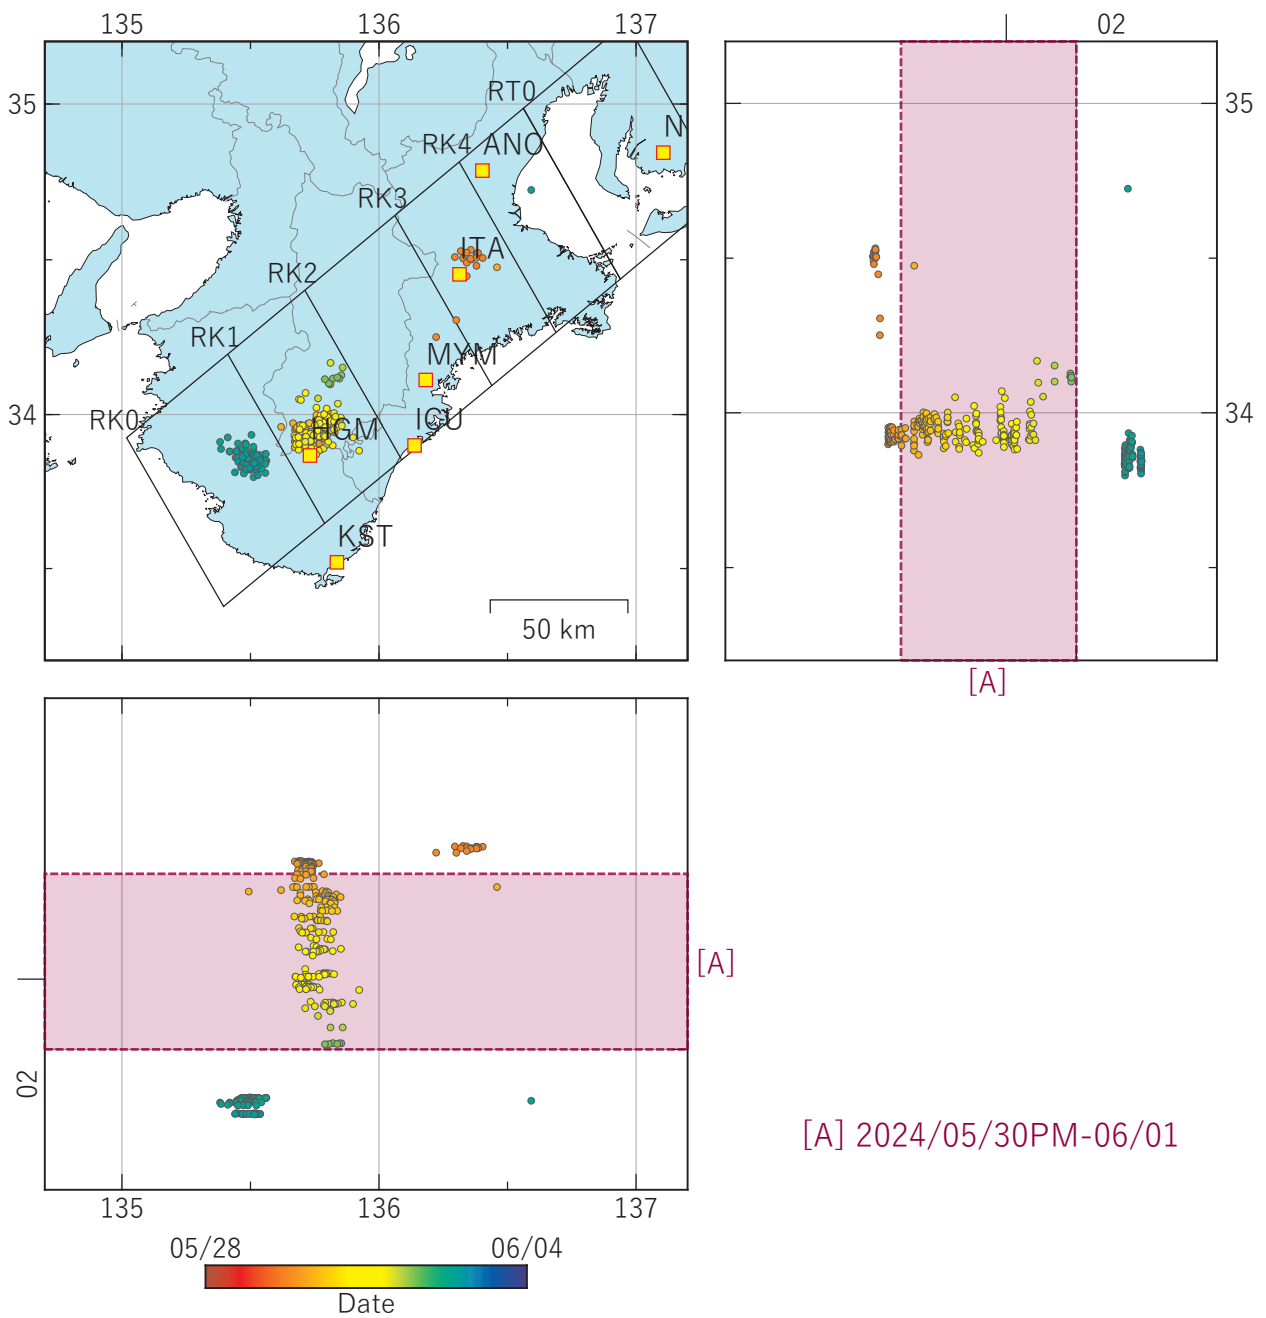 135 136 137
02
RT0
35
35
N
RK4 ANO
RK3
ITA
RK2
RK1
MYM
34
RK0
HGM
IGU
34
KST
50 km
[A]
[A]
02
[A] 2024/05/30PM-06/01
135 136 137
05/28 06/04
Date